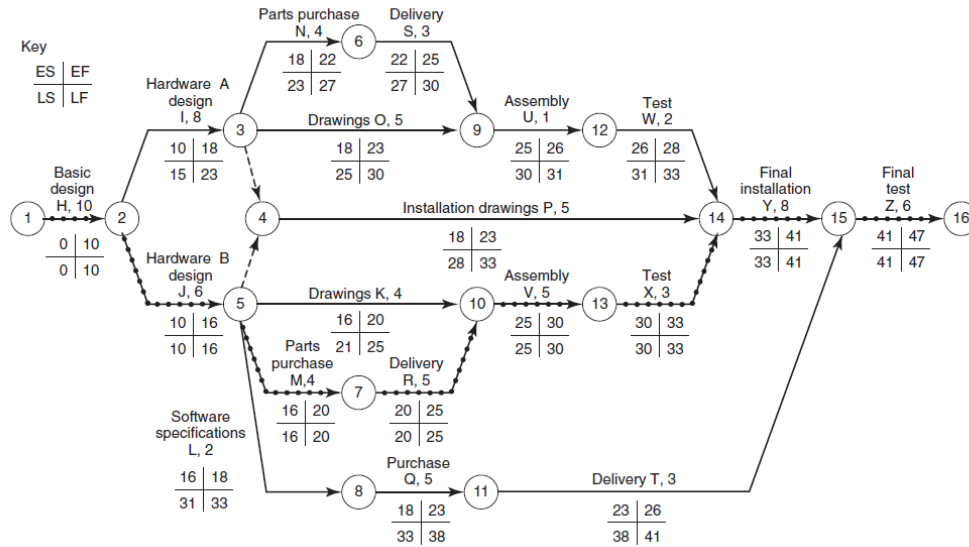 Key
ES | EF
LS | LF
Parts purchase
N, 4
6
18 | 22
23 | 27
Delivery
S, 3
22 | 25
27 | 30
Hardware A
design
I, 8
10 | 18
15 | 23
3
Drawings O, 5
18 | 23
25 | 30
9
Assembly
U, 1
25 | 26
30 | 31
12
Test
W, 2
26 | 28
31 | 33
1
Basic
design
H, 10
0 | 10
0 | 10
2
4
Installation drawings P, 5
18 | 23
28 | 33
14
Final
installation
Y, 8
33 | 41
33 | 41
15
Final
test
Z, 6
41 | 47
41 | 47
16
Hardware B
design
J, 6
10 | 16
10 | 16
5
Drawings K, 4
16 | 20
21 | 25
10
Assembly
V, 5
25 | 30
25 | 30
13
Test
X, 3
30 | 33
30 | 33
Parts
purchase
M,4
16 | 20
16 | 20
7
Delivery
R, 5
20 | 25
20 | 25
Software
specifications
L, 2
16 | 18
31 | 33
8
Purchase
Q, 5
18 | 23
33 | 38
11
Delivery T, 3
23 | 26
38 | 41